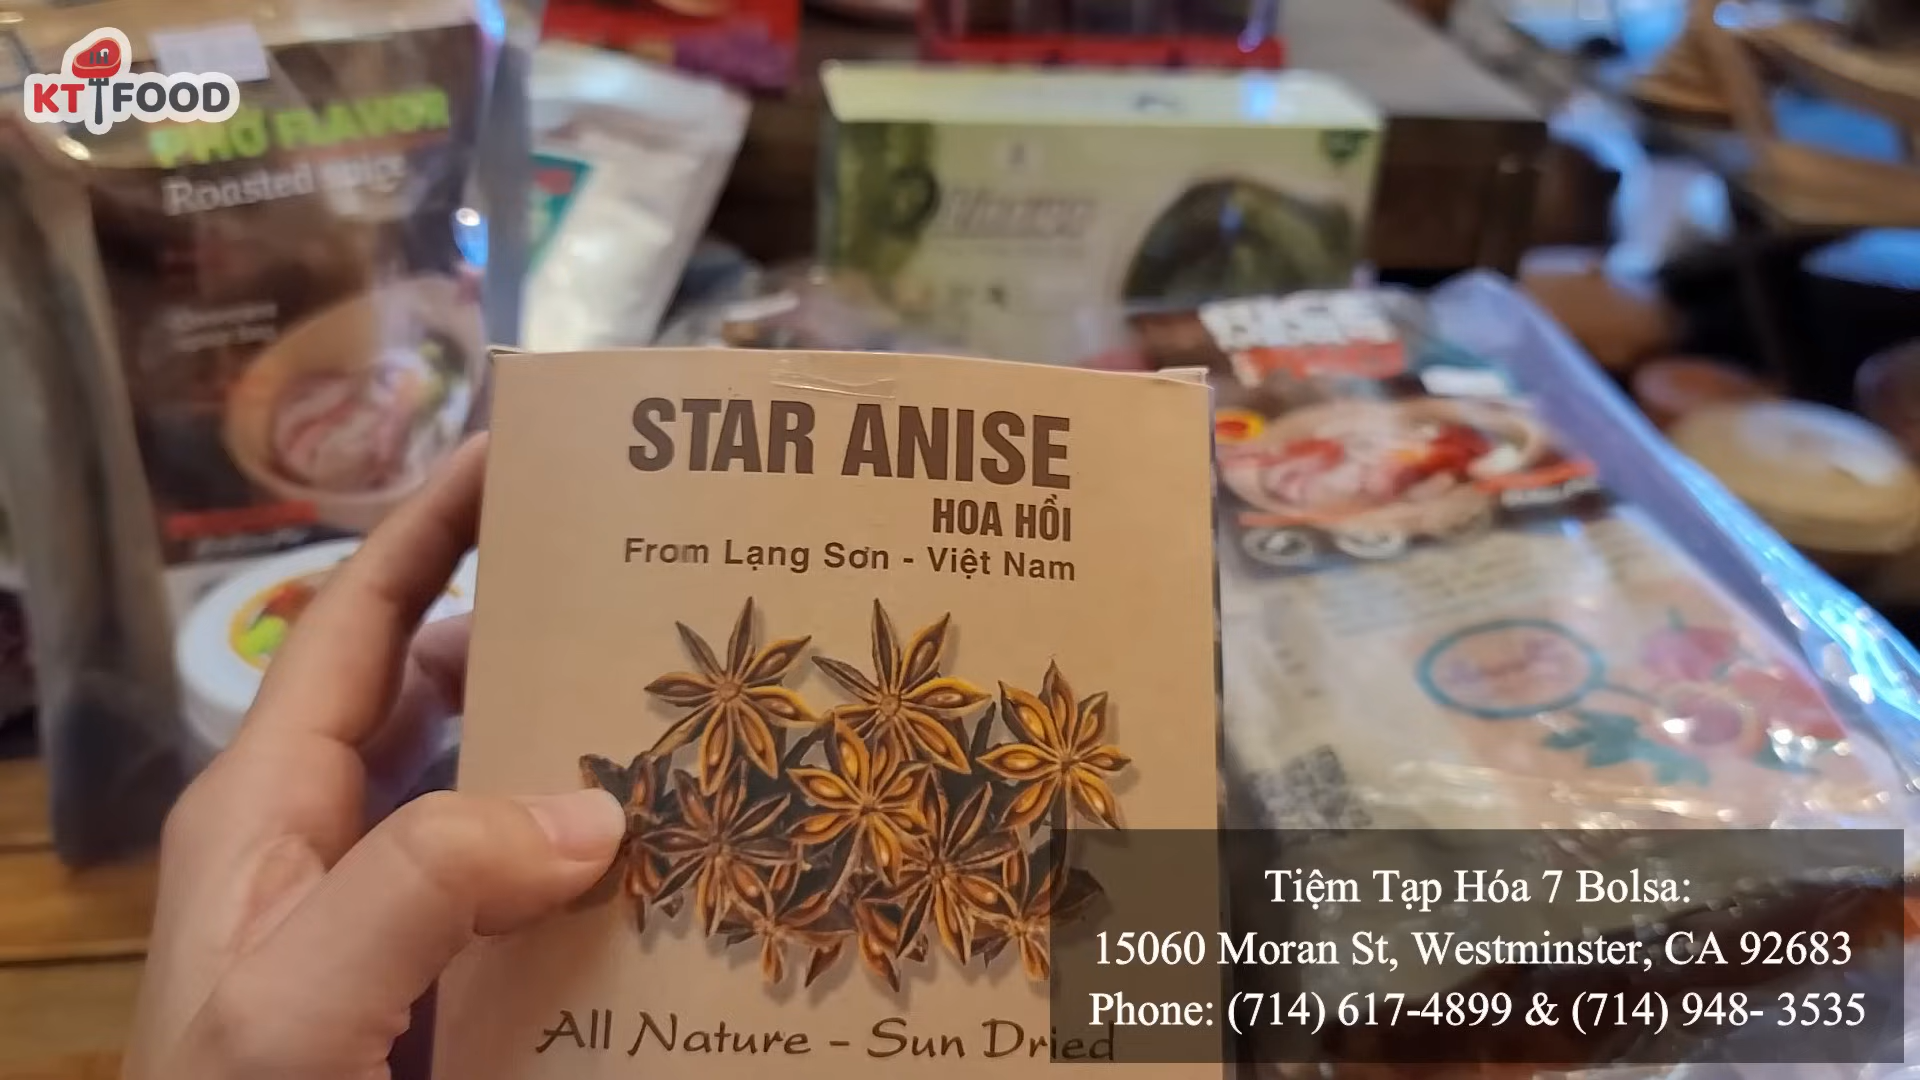 KT FOOD
PHỞ FLAVOR
Roasted spice
STAR ANISE
HOA HỒI
From Lạng Sơn - Việt Nam
All Nature - Sun Dried
Tiệm Tạp Hóa 7 Bolsa:
15060 Moran St, Westminster, CA 92683
Phone: (714) 617-4899 & (714) 948- 3535